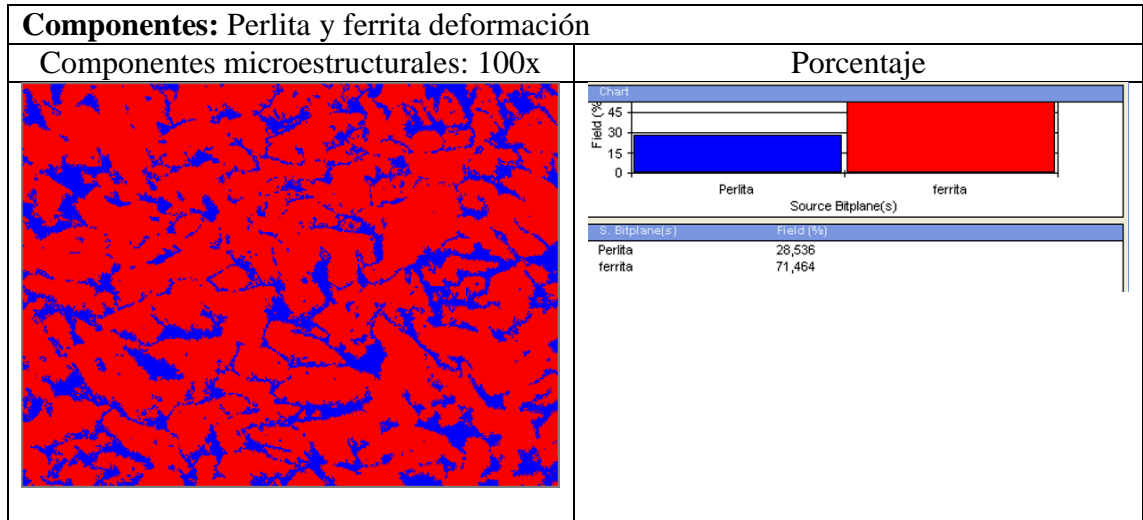 Componentes: Perlita y ferrita deformación
Componentes microestructurales: 100x
Porcentaje
Chart
Field (%
45
30
15
0
Perlita
ferrita
Source Bitplane(s)
S. Bitplane(s) Field (%)
Perlita 28,536
ferrita 71,464